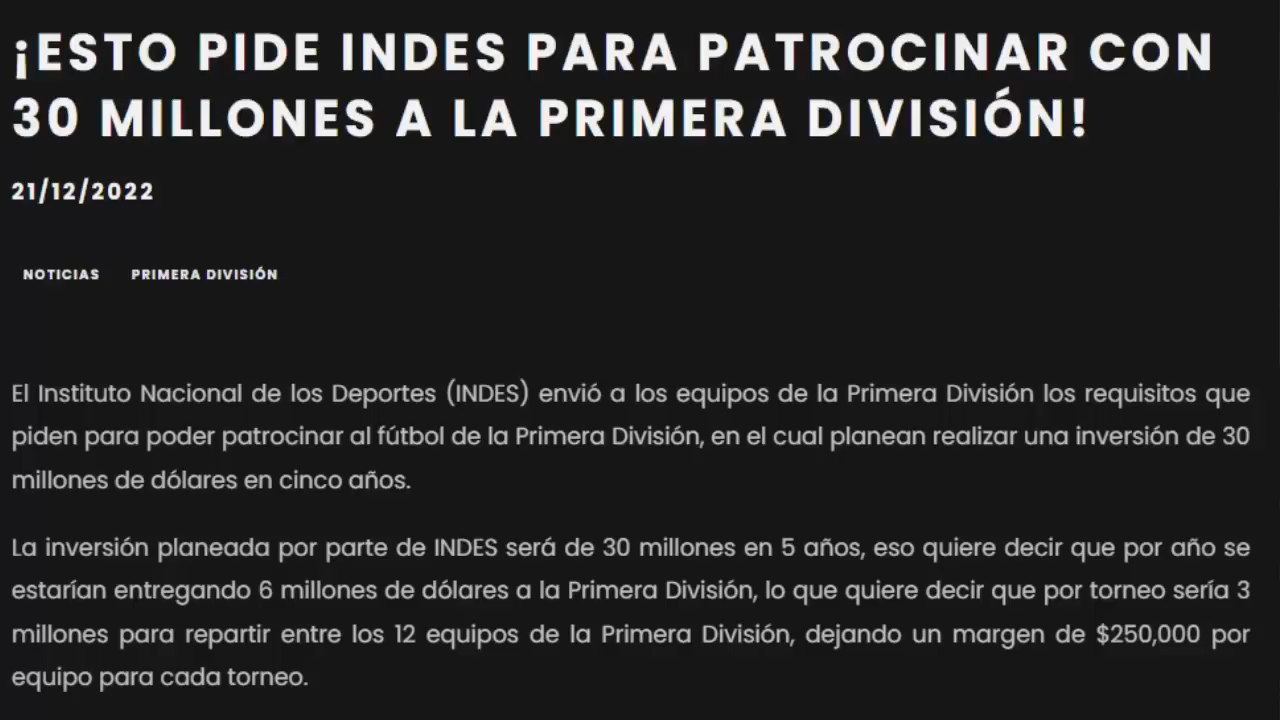 ¡ESTO PIDE INDES PARA PATROCINAR CON
30 MILLONES A LA PRIMERA DIVISIÓN!
21/12/2022
NOTICIAS PRIMERA DIVISIÓN
El Instituto Nacional de los Deportes (INDES) envió a los equipos de la Primera División los requisitos que
piden para poder patrocinar al fútbol de la Primera División, en el cual planean realizar una inversión de 30
millones de dólares en cinco años.
La inversión planeada por parte de INDES será de 30 millones en 5 años, eso quiere decir que por año se
estarían entregando 6 millones de dólares a la Primera División, lo que quiere decir que por torneo sería 3
millones para repartir entre los 12 equipos de la Primera División, dejando un margen de $250,000 por
equipo para cada torneo.